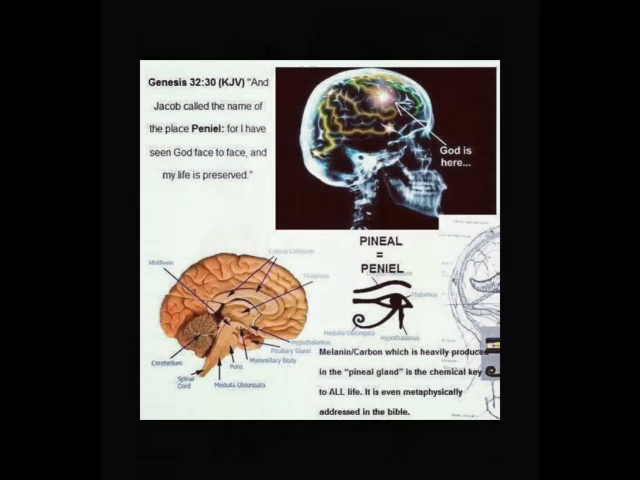 Genesis 32:30 (KJV) "And
Jacob called the name of
the place Peniel: for I have
seen God face to face, and
my life is preserved."
God is
here...
PINEAL
=
PENIEL
Corpus Callosum
Thalamus
Hypothalamus
Pituitary Gland
Mammillary Body
Pons
Medulla Oblongata
Spinal
Cord
Cerebellum
Thalamus
Medulla Oblongata
Hypothalamus
Melanin/Carbon which is heavily produced
in the "pineal gland" is the chemical key
to ALL life. It is even metaphysically
addressed in the bible.